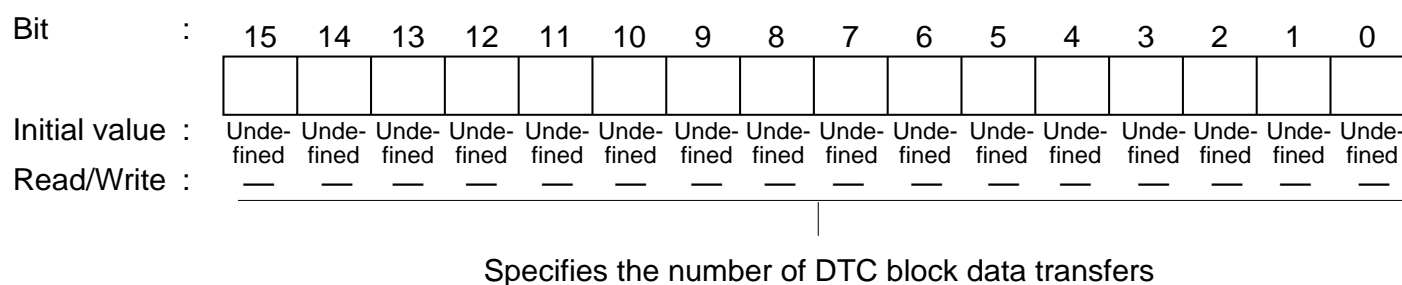 Bit : 15 14 13 12 11 10 9 8 7 6 5 4 3 2 1 0
Initial value : Unde- Unde- Unde- Unde- Unde- Unde- Unde- Unde- Unde- Unde- Unde- Unde- Unde- Unde- Unde- Unde-
fined fined fined fined fined fined fined fined fined fined fined fined fined fined fined fined
Read/Write : — — — — — — — — — — — — — — — —
Specifies the number of DTC block data transfers